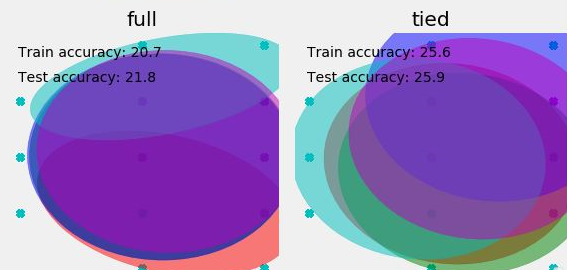 full
Train accuracy: 20.7
Test accuracy: 21.8
tied
Train accuracy: 25.6
Test accuracy: 25.9